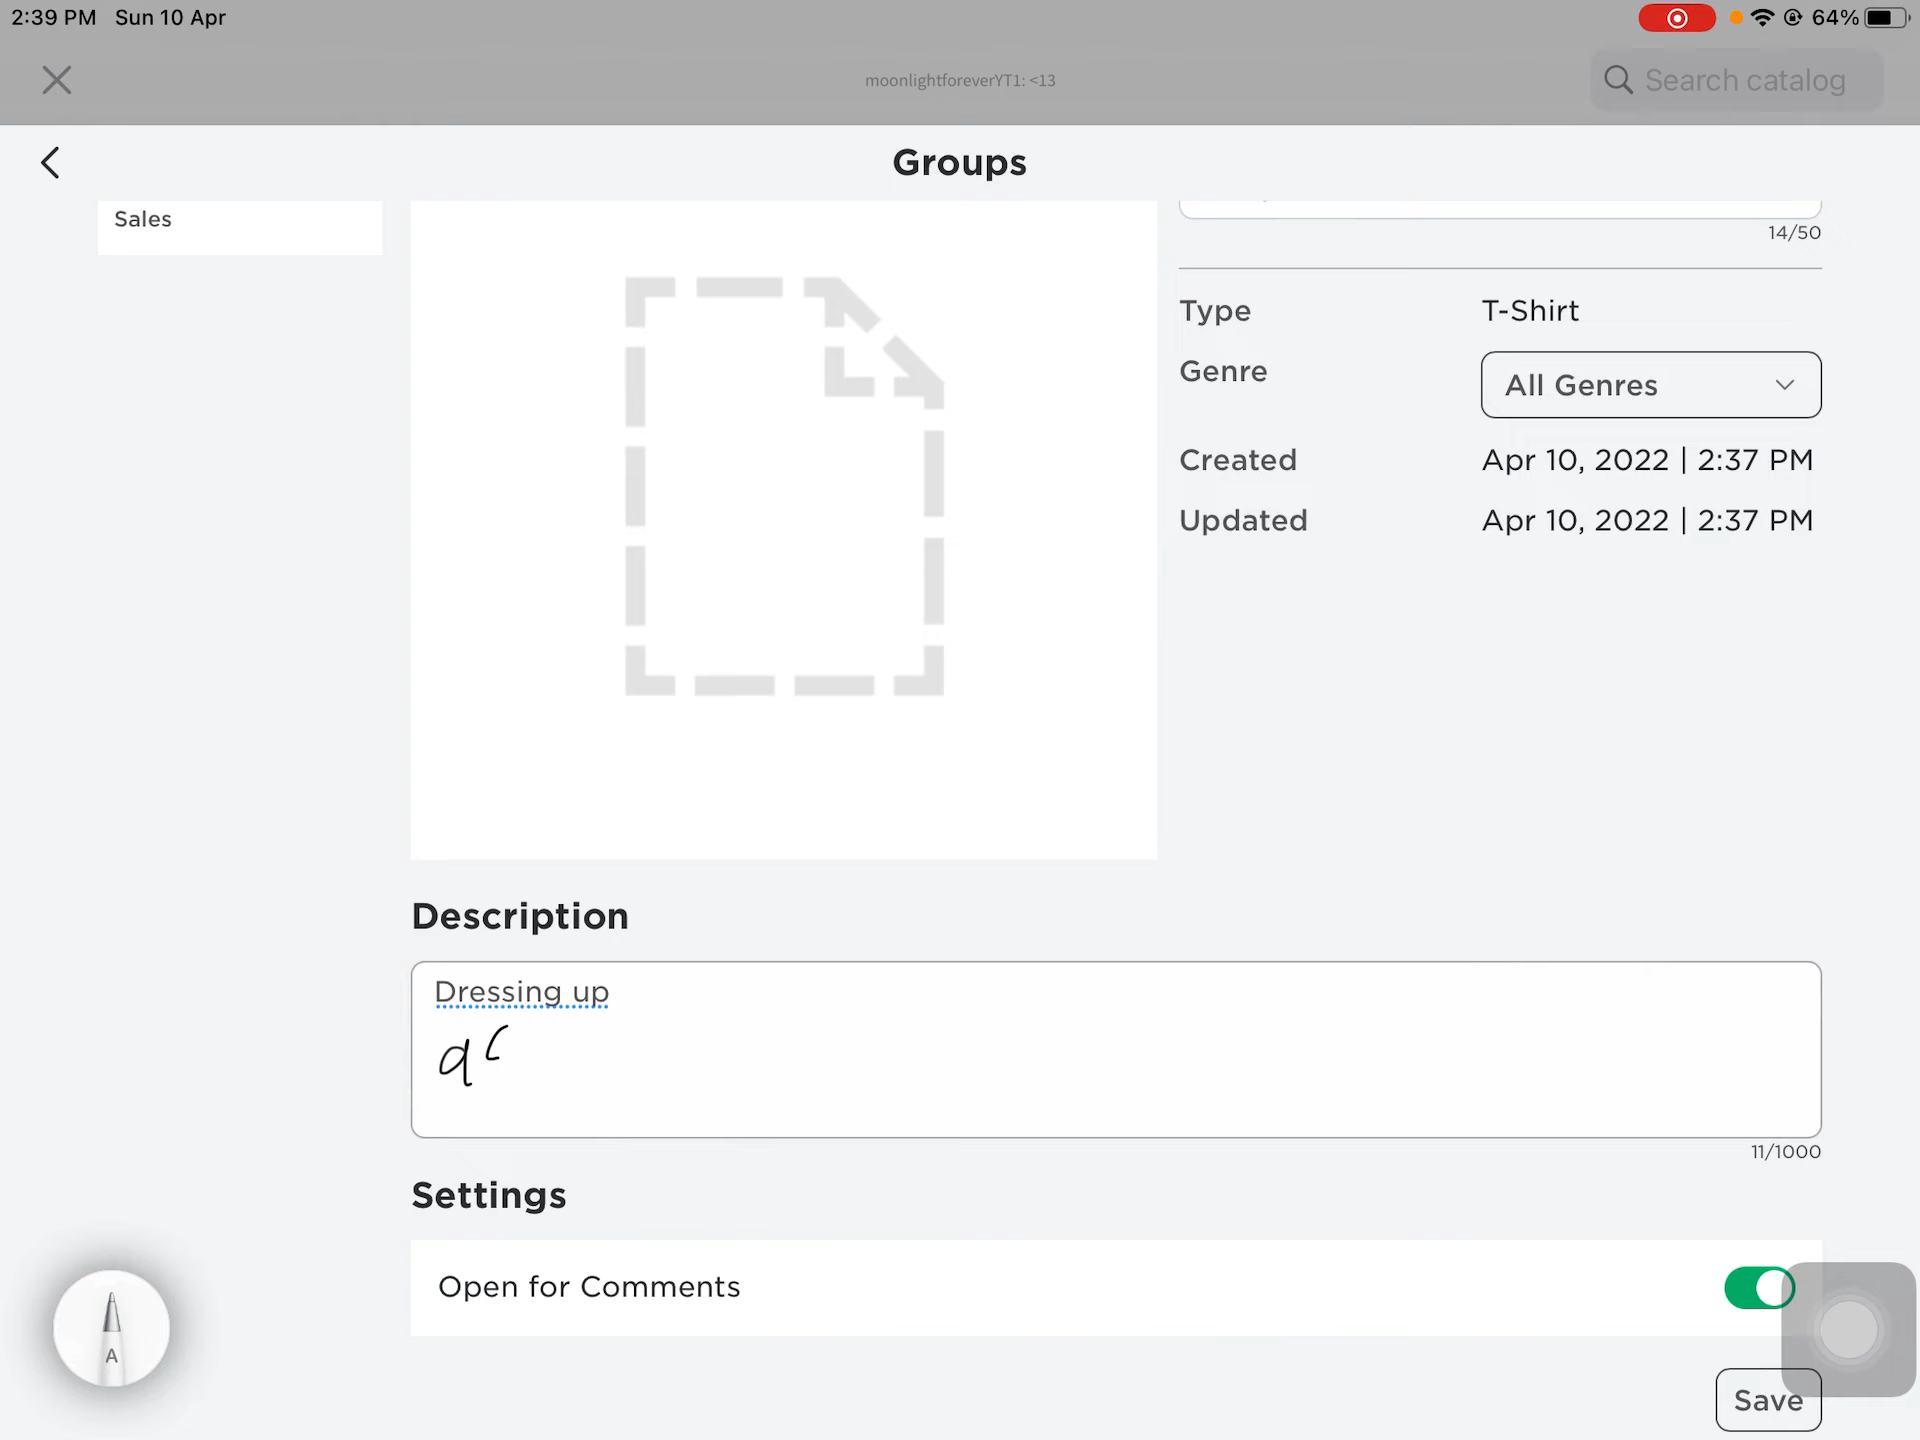 2:39 PM Sun 10 Apr
64%
moonlightforeverYT1: <13
Search catalog
Groups
Sales
14/50
Type T-Shirt
Genre All Genres
Created Apr 10, 2022 | 2:37 PM
Updated Apr 10, 2022 | 2:37 PM
Description
Dressing up
a
11/1000
Settings
Open for Comments
A
Save